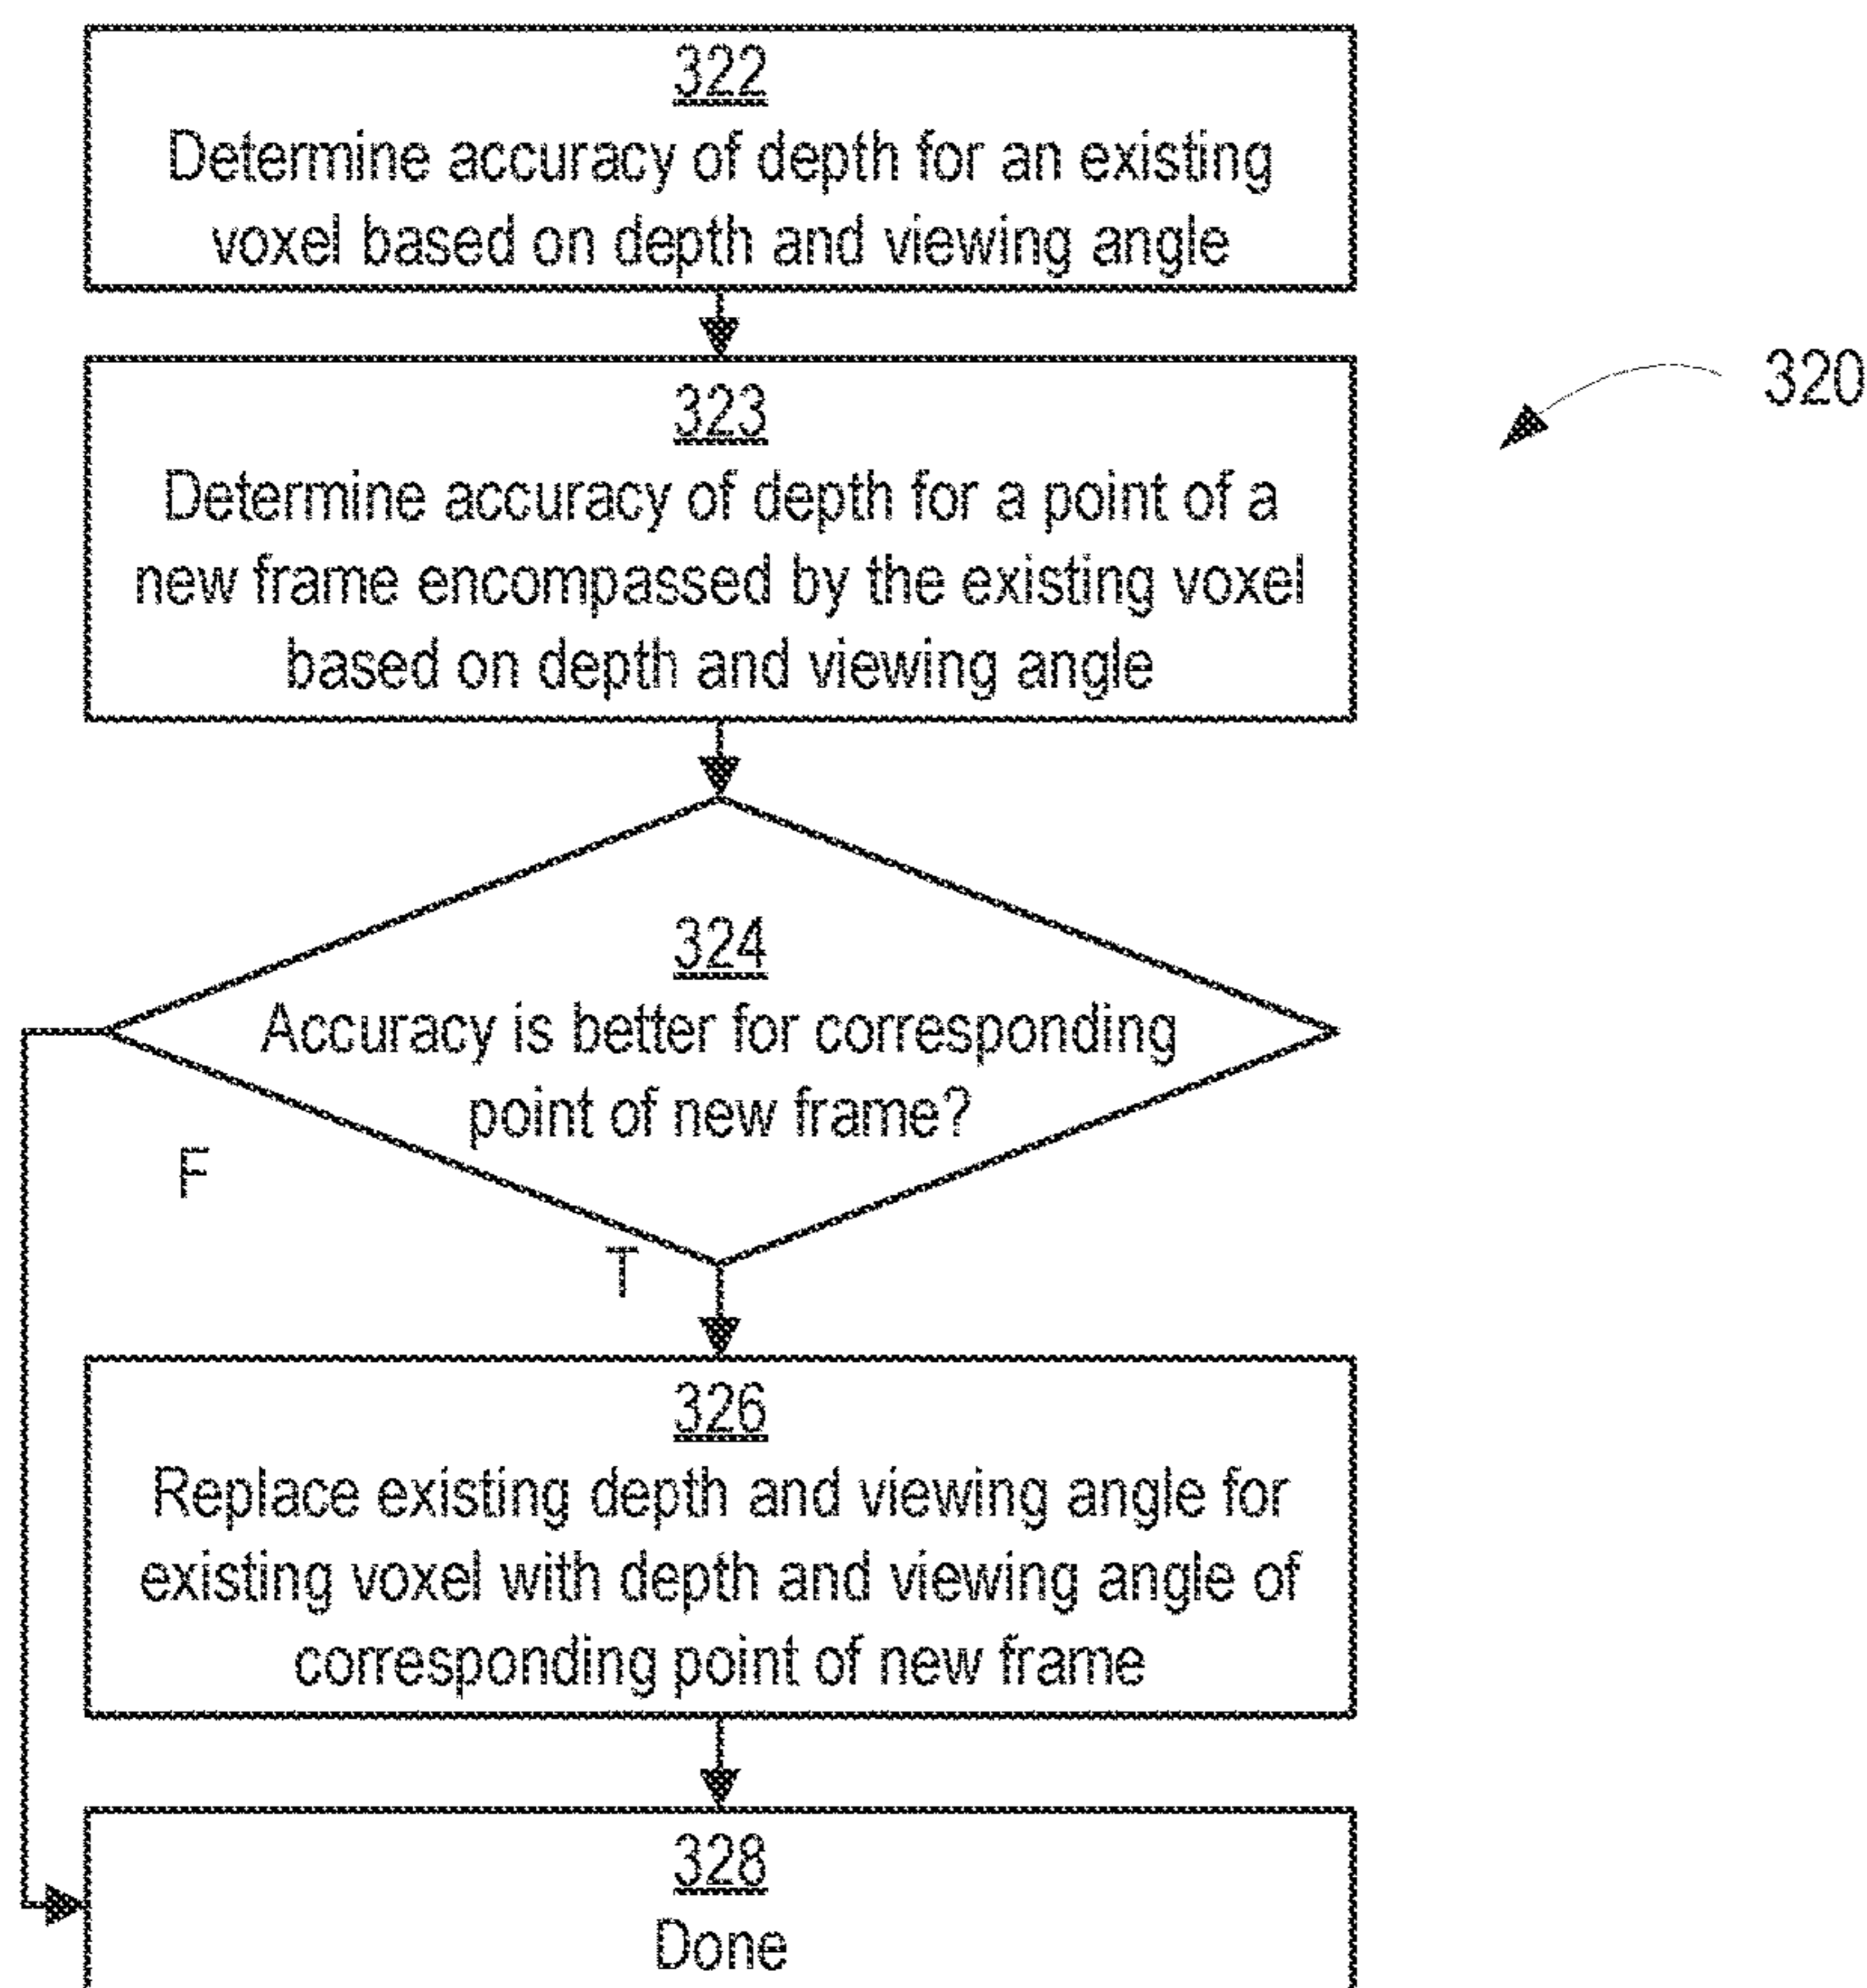 322
Determine accuracy of depth for an existing
voxel based on depth and viewing angle
320
323
Determine accuracy of depth for a point of a
new frame encompassed by the existing voxel
based on depth and viewing angle
324
Accuracy is better for corresponding
point of new frame?
F
T
326
Replace existing depth and viewing angle for
existing voxel with depth and viewing angle of
corresponding point of new frame
328
Done